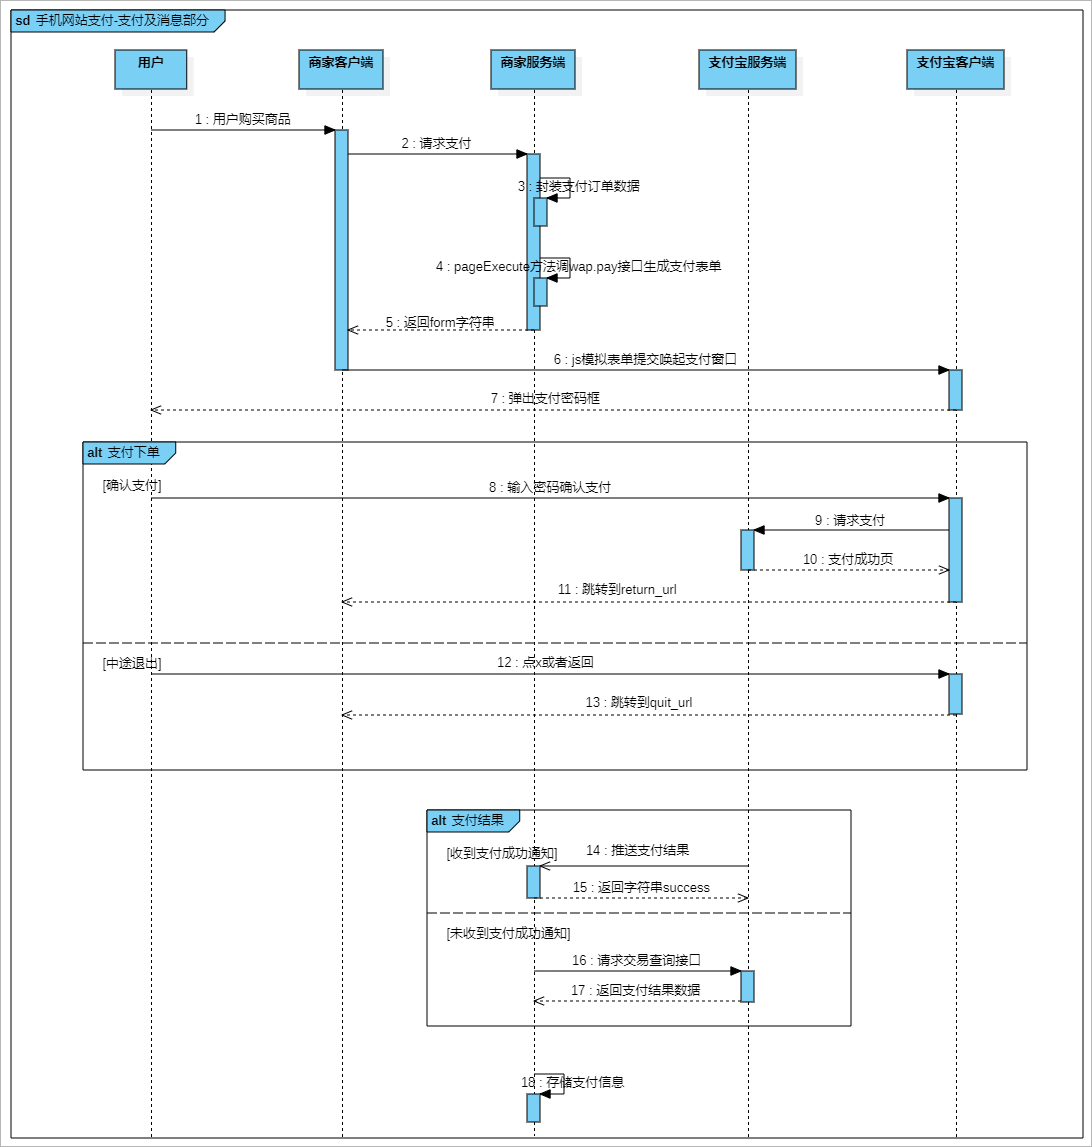 sd 手机网站支付-支付及消息部分
用户
商家客户端
商家服务端
支付宝服务端
支付宝客户端
1 : 用户购买商品
2 : 请求支付
3 : 封装支付订单数据
4 : pageExecute方法调wap.pay接口生成支付表单
5 : 返回form字符串
6 : js模拟表单提交唤起支付窗口
7 : 弹出支付密码框
alt 支付下单
[确认支付]
8 : 输入密码确认支付
9 : 请求支付
10 : 支付成功页
11 : 跳转到return_url
[中途退出]
12 : 点x或者返回
13 : 跳转到quit_url
alt 支付结果
[收到支付成功通知]
14 : 推送支付结果
15 : 返回字符串success
[未收到支付成功通知]
16 : 请求交易查询接口
17 : 返回支付结果数据
18 : 存储支付信息